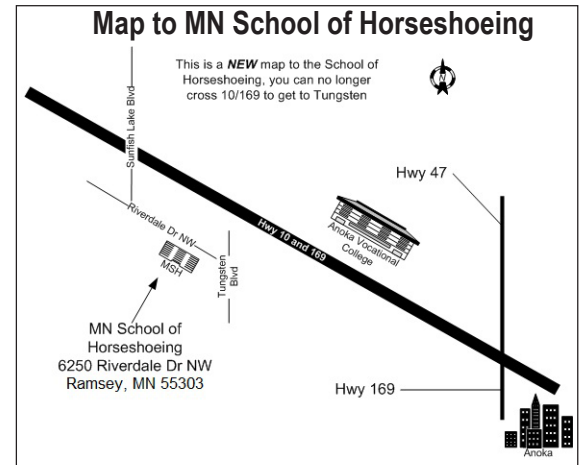 Map to MN School of Horseshoeing
This is a NEW map to the School of
Horseshoeing, you can no longer
cross 10/169 to get to Tungsten
N
Sunfish Lake Blvd
Hwy 47
Riverdale Dr NW
MSH
Tungsten
Blvd
Hwy 10 and 169
Anoka Vocational
College
MN School of
Horseshoeing
6250 Riverdale Dr NW
Ramsey, MN 55303
Hwy 169
Anoka